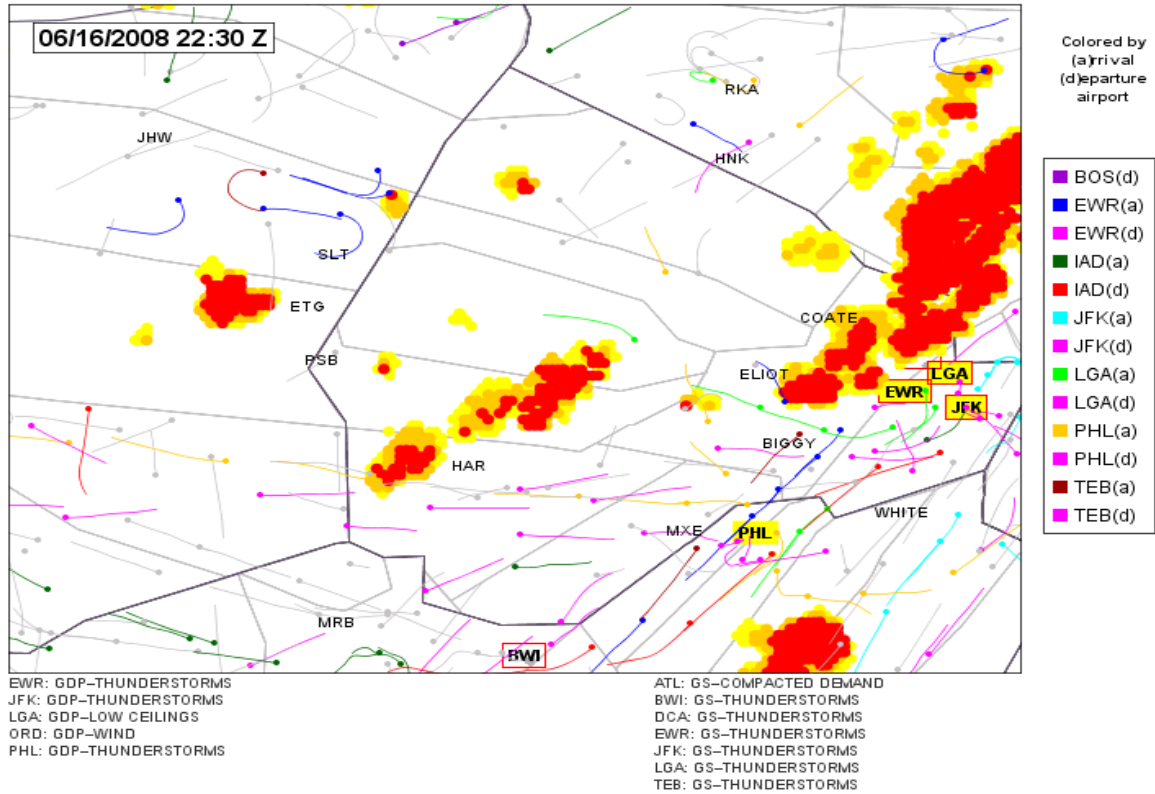 06/16/2008 22:30 Z
Colored by
(a)rrival
(d)eparture
airport
RKA
JHW
HNK
SLT
ETG
COATE
PSB
ELIOT
LGA
EWR
JFK
BIGGY
HAR
WHITE
MXE
PHL
MRB
BWI
BOS(d)
EWR(a)
EWR(d)
IAD(a)
IAD(d)
JFK(a)
JFK(d)
LGA(a)
LGA(d)
PHL(a)
PHL(d)
TEB(a)
TEB(d)
EWR: GDP–THUNDERSTORMS
JFK: GDP–THUNDERSTORMS
LGA: GDP–LOW CEILINGS
ORD: GDP–WIND
PHL: GDP–THUNDERSTORMS
ATL: GS–COMPACTED DEMAND
BWI: GS–THUNDERSTORMS
DCA: GS–THUNDERSTORMS
EWR: GS–THUNDERSTORMS
JFK: GS–THUNDERSTORMS
LGA: GS–THUNDERSTORMS
TEB: GS–THUNDERSTORMS